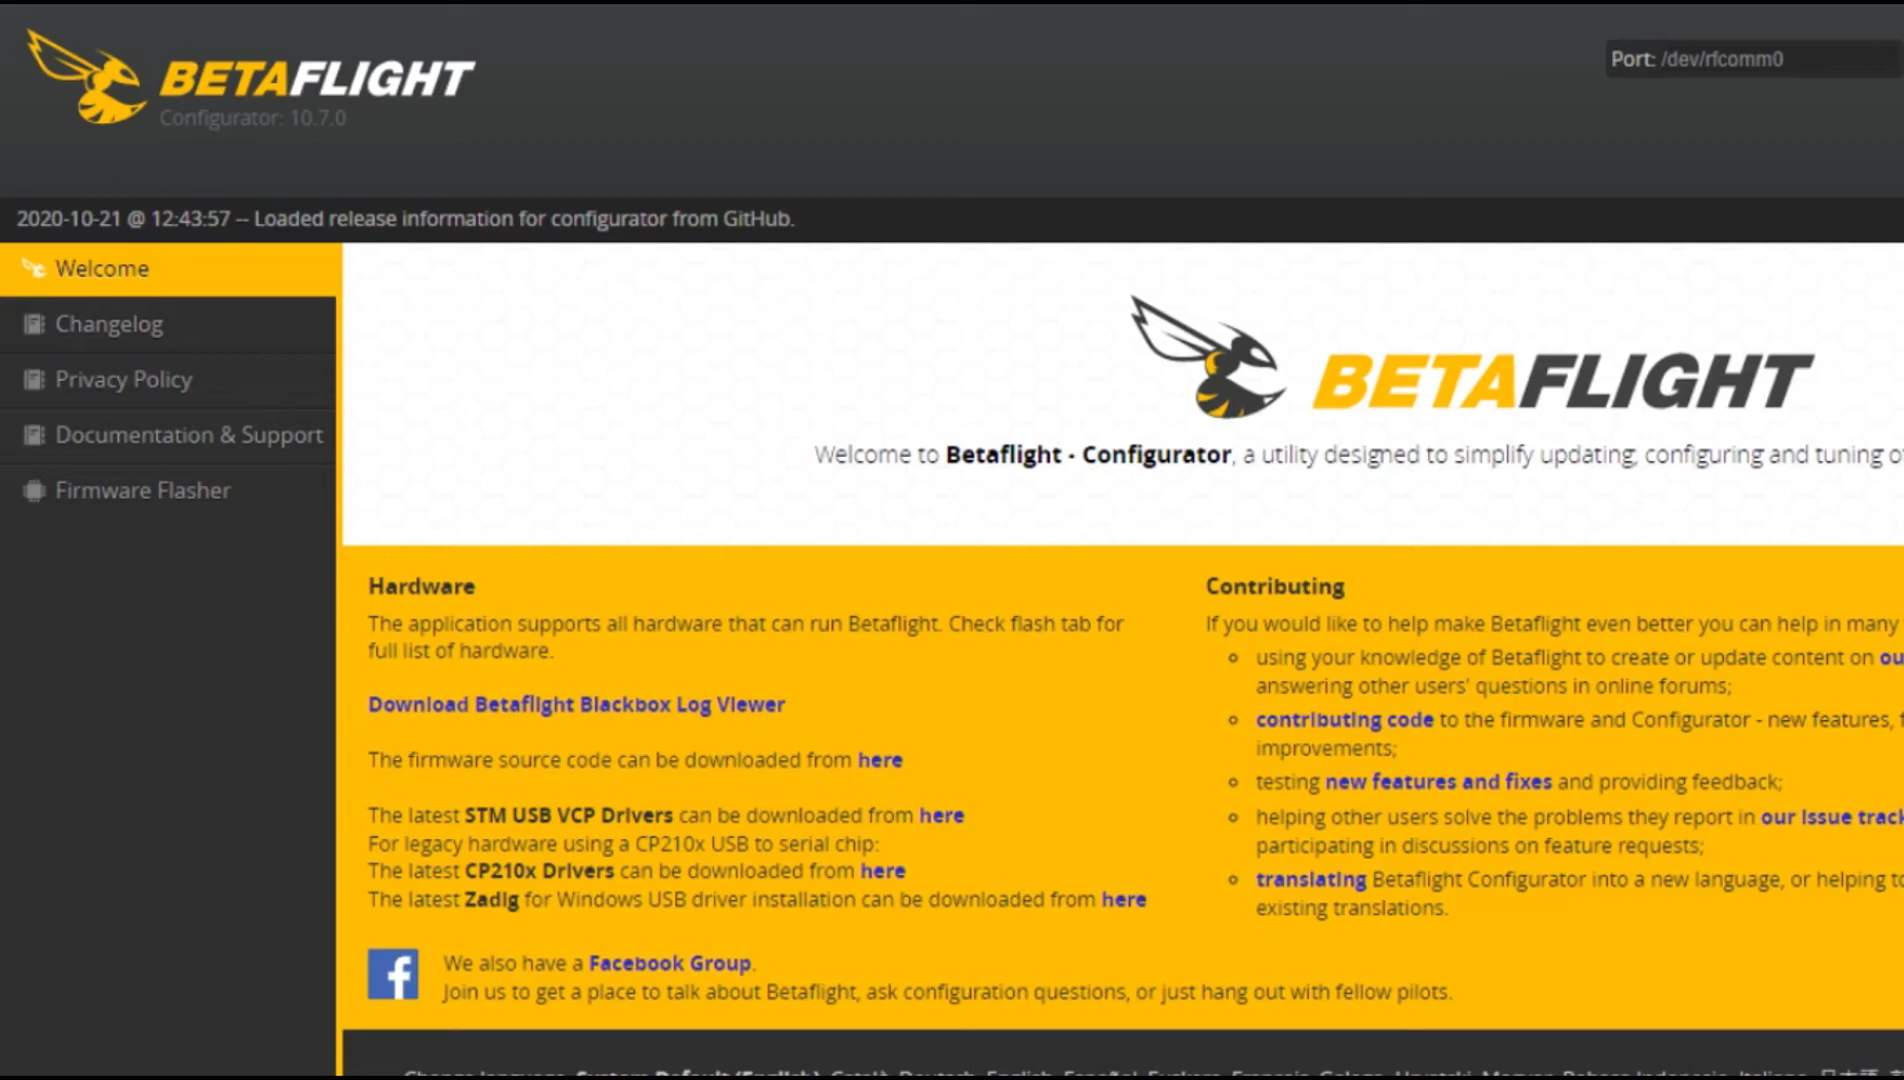 BETAFLIGHT
Configurator: 10.7.0
Port: /dev/rfcomm0
2020-10-21 @ 12:43:57 -- Loaded release information for configurator from GitHub.
Welcome
Changelog
Privacy Policy
Documentation & Support
Firmware Flasher
BETAFLIGHT
Welcome to Betaflight - Configurator, a utility designed to simplify updating, configuring and tuning
Hardware
The application supports all hardware that can run Betaflight. Check flash tab for
full list of hardware.
Download Betaflight Blackbox Log Viewer
The firmware source code can be downloaded from here
The latest STM USB VCP Drivers can be downloaded from here
For legacy hardware using a CP210x USB to serial chip:
The latest CP210x Drivers can be downloaded from here
The latest Zadig for Windows USB driver installation can be downloaded from here
We also have a Facebook Group.
Join us to get a place to talk about Betaflight, ask configuration questions, or just hang out with fellow pilots.
Contributing
If you would like to help make Betaflight even better you can help in many
using your knowledge of Betaflight to create or update content on
answering other users' questions in online forums;
contributing code to the firmware and Configurator - new features,
improvements;
testing new features and fixes and providing feedback;
helping other users solve the problems they report in our issue
participating in discussions on feature requests;
translating Betaflight Configurator into a new language, or helping
existing translations.